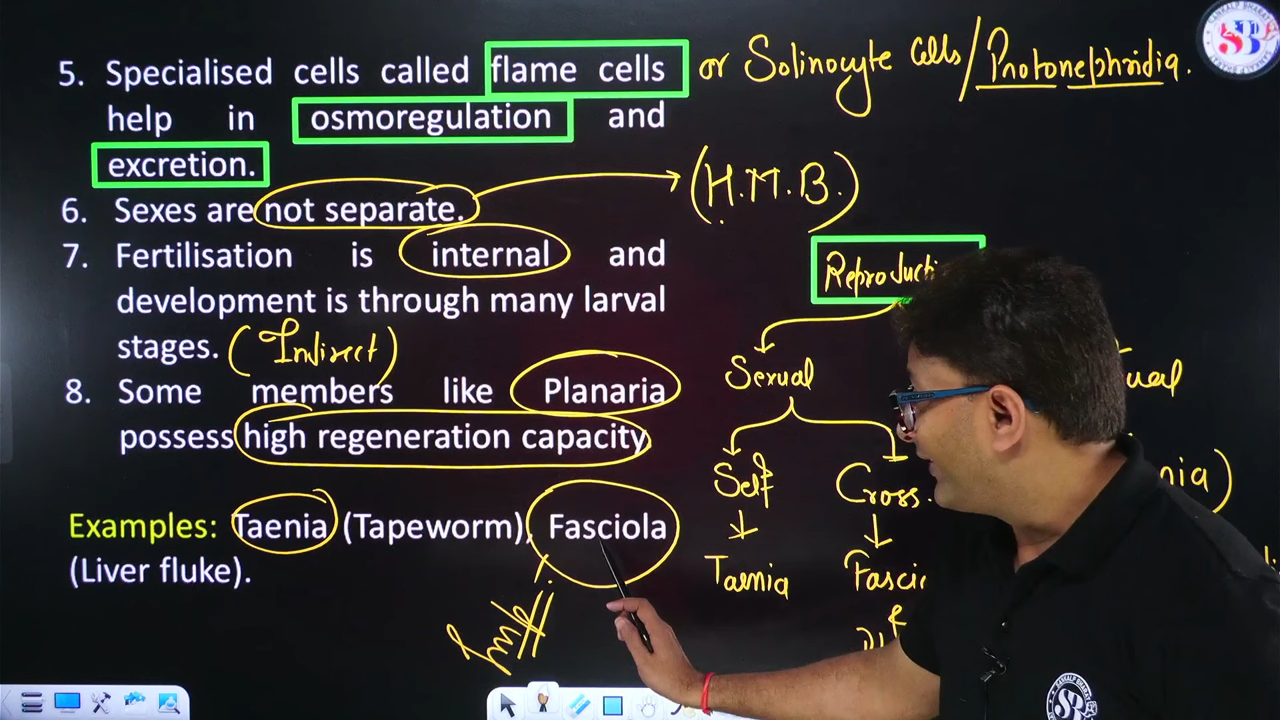 5. Specialised cells called flame cells or Solinocyte cells / Protonephridia.
help in osmoregulation and
excretion.
6. Sexes are not separate. → (H.M.B.)
7. Fertilisation is internal and
development is through many larval
stages. (Indirect)
8. Some members like Planaria
possess high regeneration capacity
Examples: Taenia (Tapeworm), Fasciola
(Liver fluke).
Reproducti
Sexual
Self Cross
Taenia Fasci
&